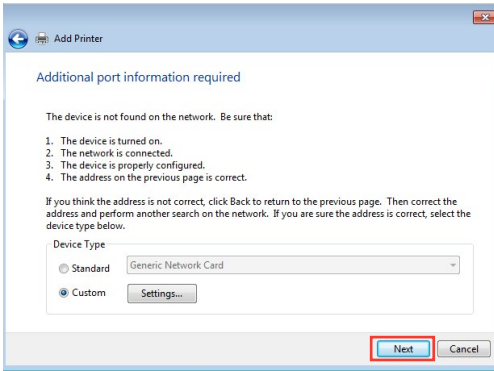 Add Printer
Additional port information required
The device is not found on the network.  Be sure that:
1.  The device is turned on.
2.  The network is connected.
3.  The device is properly configured.
4.  The address on the previous page is correct.
If you think the address is not correct, click Back to return to the previous page.  Then correct the
address and perform another search on the network.  If you are sure the address is correct, select the
device type below.
Device Type
Standard Generic Network Card
Custom Settings...
Next Cancel